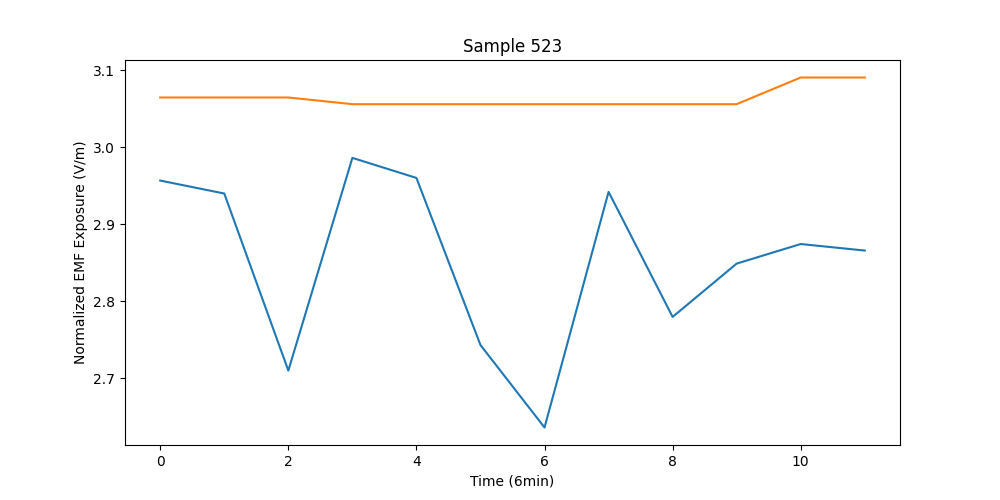 Sample 523
Normalized EMF Exposure (V/m)
3.1
3.0
2.9
2.8
2.7
0 2 4 6 8 10
Time (6min)